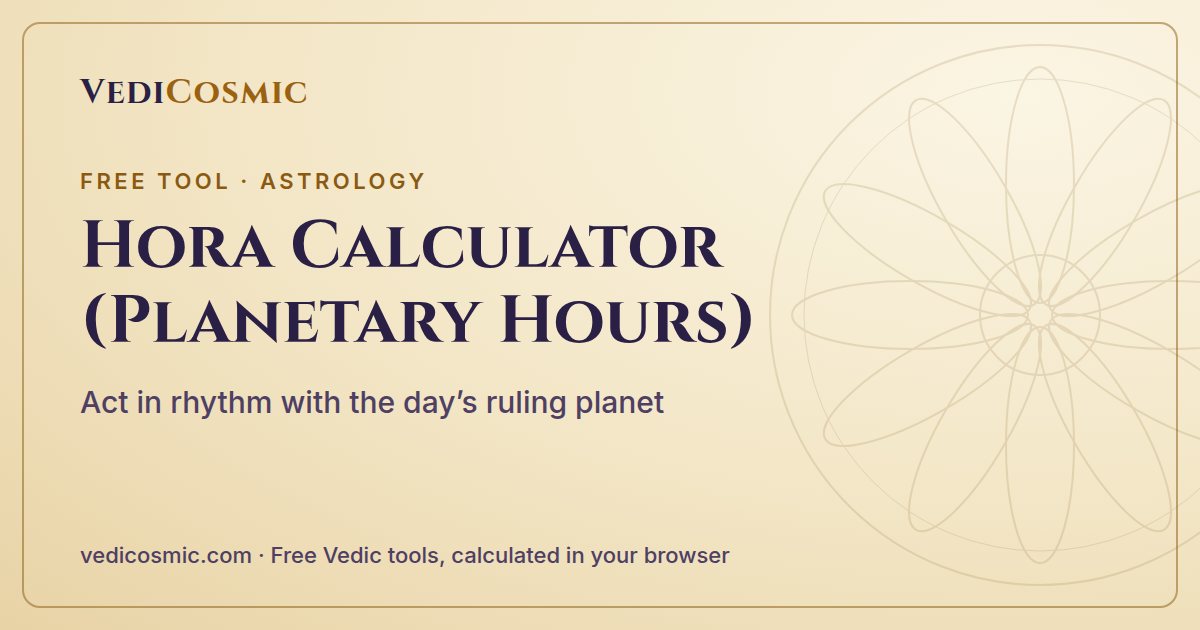 VediCosmic
FREE TOOL · ASTROLOGY
Hora Calculator
(Planetary Hours)
Act in rhythm with the day’s ruling planet
vedicosmic.com · Free Vedic tools, calculated in your browser